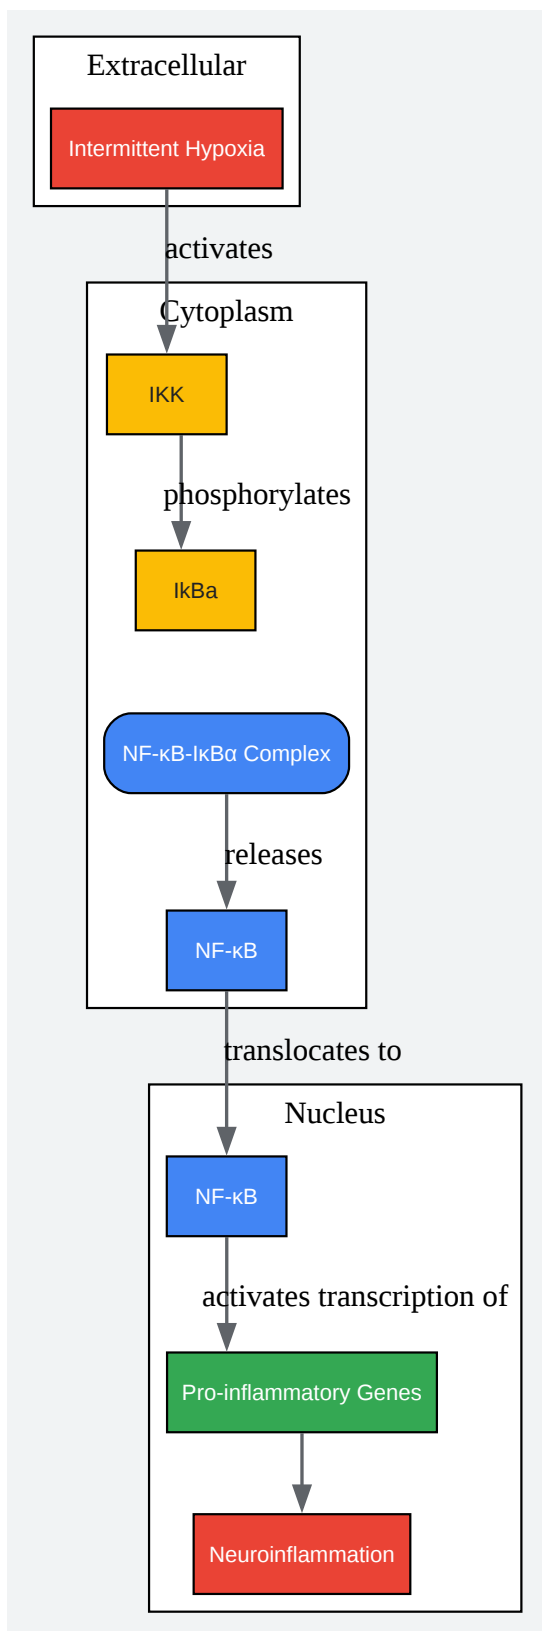 Extracellular
Intermittent Hypoxia
activates
Cytoplasm
IKK
phosphorylates
IkBa
NF-κB-IκBα Complex
releases
NF-κB
translocates to
Nucleus
NF-κB
activates transcription of
Pro-inflammatory Genes
Neuroinflammation